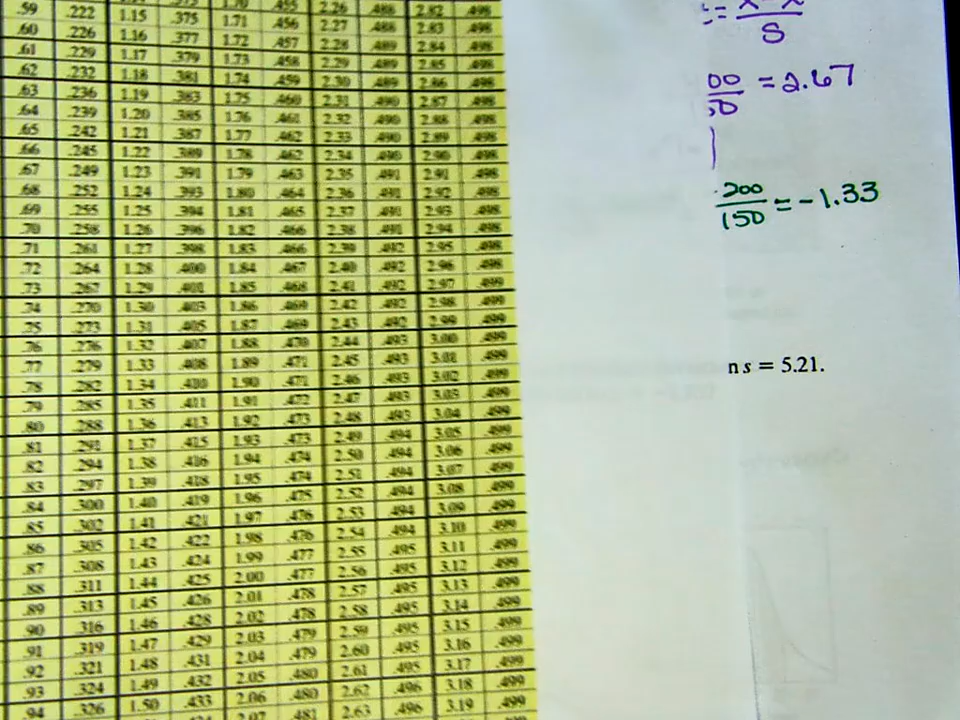 .59 .222 1.15 .375 1.71 .456 2.27 .488 2.83 .498
.60 .226 1.16 .377 1.72 .457 2.28 .489 2.84 .498
.61 .229 1.17 .379 1.73 .458 2.29 .489 2.85 .498
.62 .232 1.18 .381 1.74 .459 2.30 .489 2.86 .498
.63 .236 1.19 .383 1.75 .460 2.31 .490 2.87 .498
.64 .239 1.20 .385 1.76 .461 2.32 .490 2.88 .498
.65 .242 1.21 .387 1.77 .462 2.33 .490 2.89 .498
.66 .245 1.22 .389 1.78 .462 2.34 .490 2.90 .498
.67 .249 1.23 .391 1.79 .463 2.35 .491 2.91 .498
.68 .252 1.24 .393 1.80 .464 2.36 .491 2.92 .498
.69 .255 1.25 .394 1.81 .465 2.37 .491 2.93 .498
.70 .258 1.26 .396 1.82 .466 2.38 .491 2.94 .498
.71 .261 1.27 .398 1.83 .466 2.39 .492 2.95 .498
.72 .264 1.28 .400 1.84 .467 2.40 .492 2.96 .498
.73 .267 1.29 .401 1.85 .468 2.41 .492 2.97 .499
.74 .270 1.30 .403 1.86 .469 2.42 .492 2.98 .499
.75 .273 1.31 .405 1.87 .469 2.43 .492 2.99 .499
.76 .276 1.32 .407 1.88 .470 2.44 .493 3.00 .499
.77 .279 1.33 .408 1.89 .471 2.45 .493 3.01 .499
.78 .282 1.34 .410 1.90 .471 2.46 .493 3.02 .499
.79 .285 1.35 .411 1.91 .472 2.47 .493 3.03 .499
.80 .288 1.36 .413 1.92 .473 2.48 .493 3.04 .499
.81 .291 1.37 .415 1.93 .473 2.49 .494 3.05 .499
.82 .294 1.38 .416 1.94 .474 2.50 .494 3.06 .499
.83 .297 1.39 .418 1.95 .474 2.51 .494 3.07 .499
.84 .300 1.40 .419 1.96 .475 2.52 .494 3.08 .499
.85 .302 1.41 .421 1.97 .476 2.53 .494 3.09 .499
.86 .305 1.42 .422 1.98 .476 2.54 .494 3.10 .499
.87 .308 1.43 .424 1.99 .477 2.55 .495 3.11 .499
.88 .311 1.44 .425 2.00 .477 2.56 .495 3.12 .499
.89 .313 1.45 .426 2.01 .478 2.57 .495 3.13 .499
.90 .316 1.46 .428 2.02 .478 2.58 .495 3.14 .499
.91 .319 1.47 .429 2.03 .479 2.59 .495 3.15 .499
.92 .321 1.48 .431 2.04 .479 2.60 .495 3.16 .499
.93 .324 1.49 .432 2.05 .480 2.61 .495 3.17 .499
.94 .326 1.50 .433 2.06 .480 2.62 .496 3.18 .499
2.07 .481 2.63 .496 3.19 .499
S
= 2.67
200
150
= -1.33
n s = 5.21.